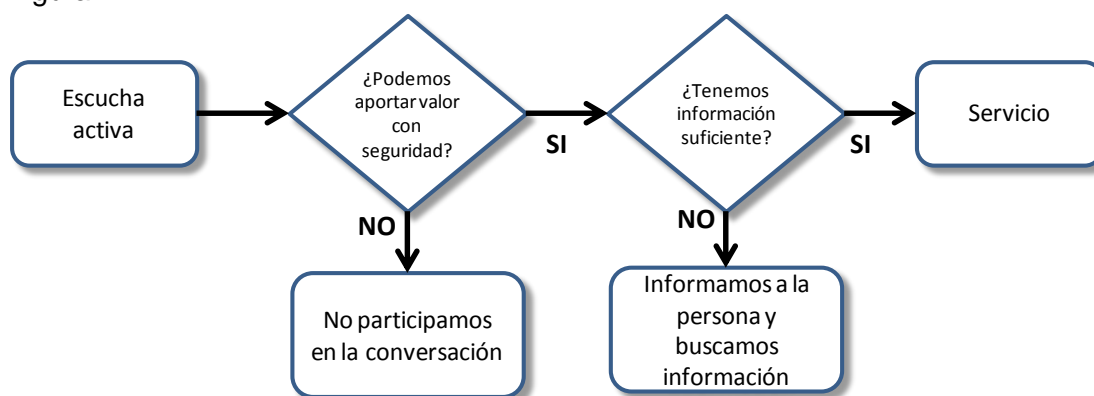 Escucha
activa
¿Podemos
aportar valor
con
seguridad?
SI
NO
No participamos
en la conversación
¿Tenemos
información
suficiente?
SI
NO
Informamos a la
persona y
buscamos
información
Servicio